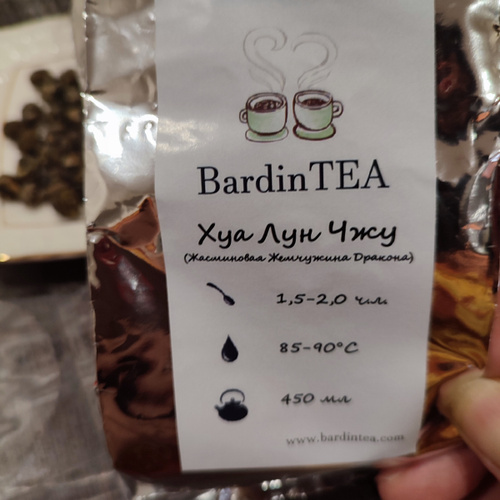 BardinTEA
Хуа Лун Чжу
(Жасминовая Жемчужина Дракона)
1,5-2,0 ч.л.
85-90°C
450 мл
www.bardintea.com